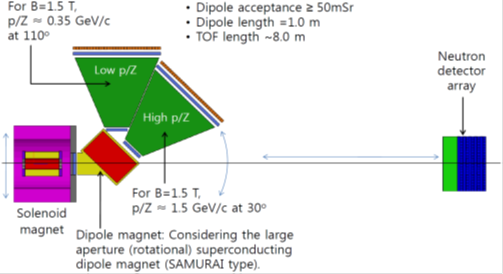 For B=1.5 T,
p/Z ≈ 0.35 GeV/c
at 110º
• Dipole acceptance ≥ 50mSr
• Dipole length =1.0 m
• TOF length ~8.0 m
Low p/Z
High p/Z
Neutron
detector
array
For B=1.5 T,
p/Z ≈ 1.5 GeV/c at 30º
Solenoid
magnet
Dipole magnet: Considering the large
aperture (rotational) superconducting
dipole magnet (SAMURAI type).